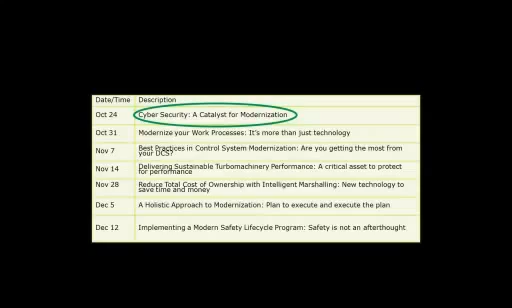 Date/Time Description
Oct 24 Cyber Security: A Catalyst for Modernization
Oct 31 Modernize your Work Processes: It's more than just technology
Nov 7 Best Practices in Control System Modernization: Are you getting the most from
your DCS?
Nov 14 Delivering Sustainable Turbomachinery Performance: A critical asset to protect
for performance
Nov 28 Reduce Total Cost of Ownership with Intelligent Marshalling: New technology to
save time and money
Dec 5 A Holistic Approach to Modernization: Plan to execute and execute the plan
Dec 12 Implementing a Modern Safety Lifecycle Program: Safety is not an afterthought